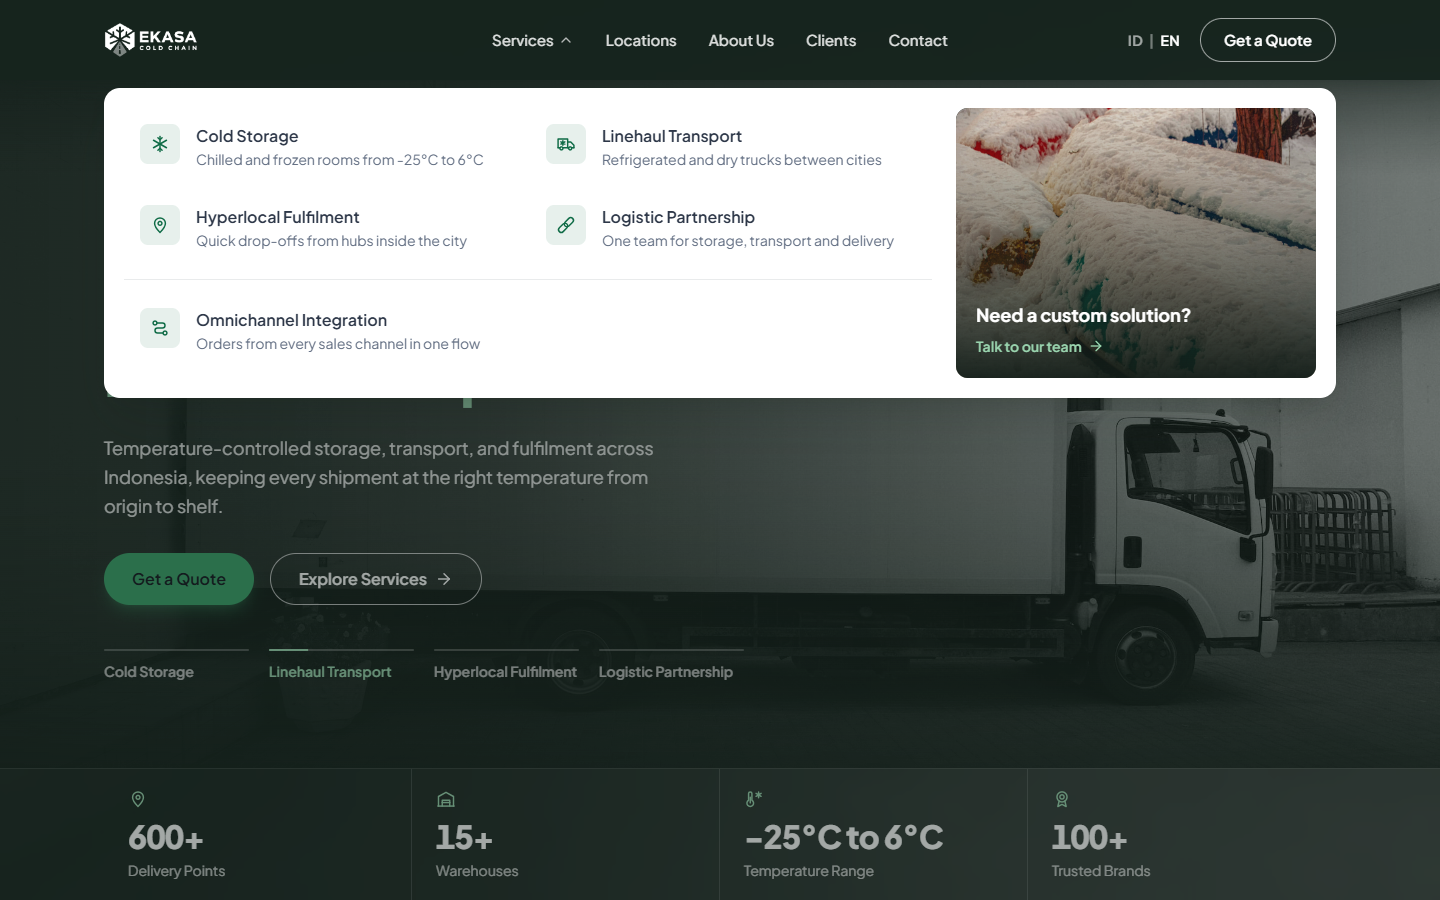 EKASA
COLD CHAIN
Services
Locations
About Us
Clients
Contact
ID | EN
Get a Quote
Cold Storage
Chilled and frozen rooms from -25°C to 6°C
Linehaul Transport
Refrigerated and dry trucks between cities
Hyperlocal Fulfilment
Quick drop-offs from hubs inside the city
Logistic Partnership
One team for storage, transport and delivery
Omnichannel Integration
Orders from every sales channel in one flow
Need a custom solution?
Talk to our team
Temperature-controlled storage, transport, and fulfilment across
Indonesia, keeping every shipment at the right temperature from
origin to shelf.
Get a Quote
Explore Services
Cold Storage
Linehaul Transport
Hyperlocal Fulfilment
Logistic Partnership
600+
Delivery Points
15+
Warehouses
-25°C to 6°C
Temperature Range
100+
Trusted Brands